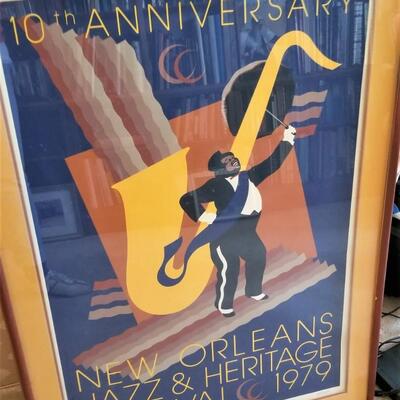 10th ANNIVERSARY
NEW ORLEANS
JAZZ & HERITAGE
1979